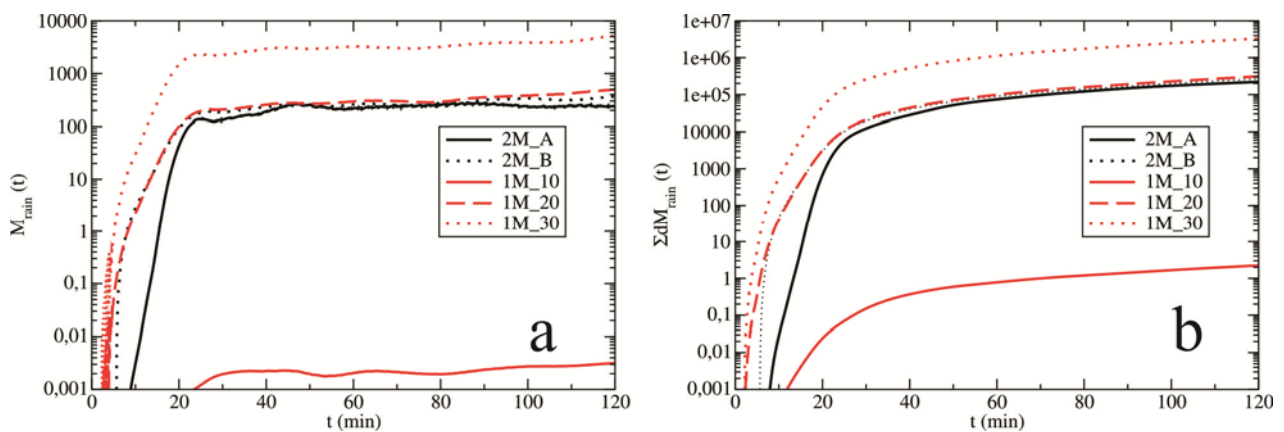 10000
1000
100
10
1
0,1
0,01
0,001
M_rain (t)
0 20 40 60 80 100 120
t (min)
2M_A
2M_B
1M_10
1M_20
1M_30
a
1e+07
1e+06
1e+05
10000
1000
100
10
1
0,1
0,01
0,001
ΣdM_rain (t)
0 20 40 60 80 100 120
t (min)
2M_A
2M_B
1M_10
1M_20
1M_30
b